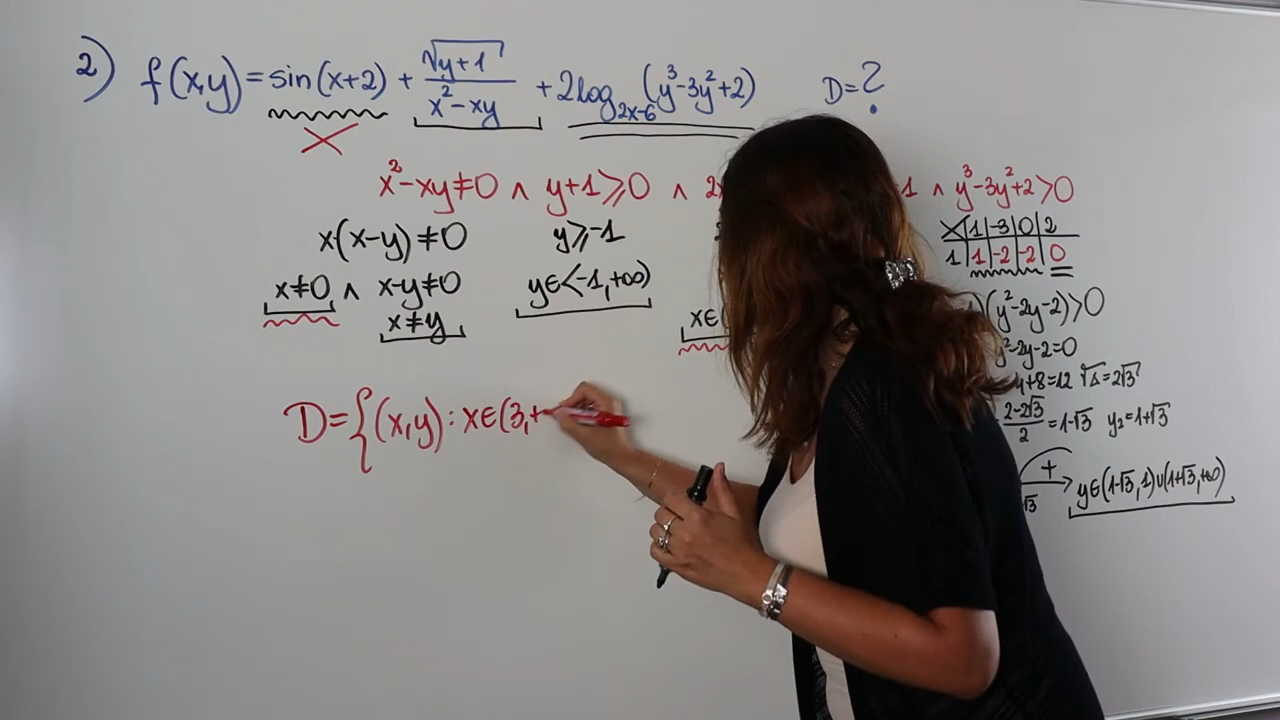 2) f(x,y)=sin(x+2) + √y+1 / x²-xy + 2log₂ₓ₋₆(y³-3y²+2) D=?
x²-xy≠0 ∧ y+1⩾0 ∧ 2x 1 ∧ y³-3y²+2>0
x(x-y)≠0 y⩾-1
x≠0 ∧ x-y≠0 y∈<-1,+∞)
x≠y x∈(
1 -3 0 2
1 1 -2 -2 0
)(y²-2y-2)>0
y²-2y-2=0
4+8=12 √Δ=2√3
2-2√3 / 2 =1-√3 y₂=1+√3
+
√3 y∈(1-√3,1)∪(1+√3,+∞)
D={(x,y): x∈(3,+